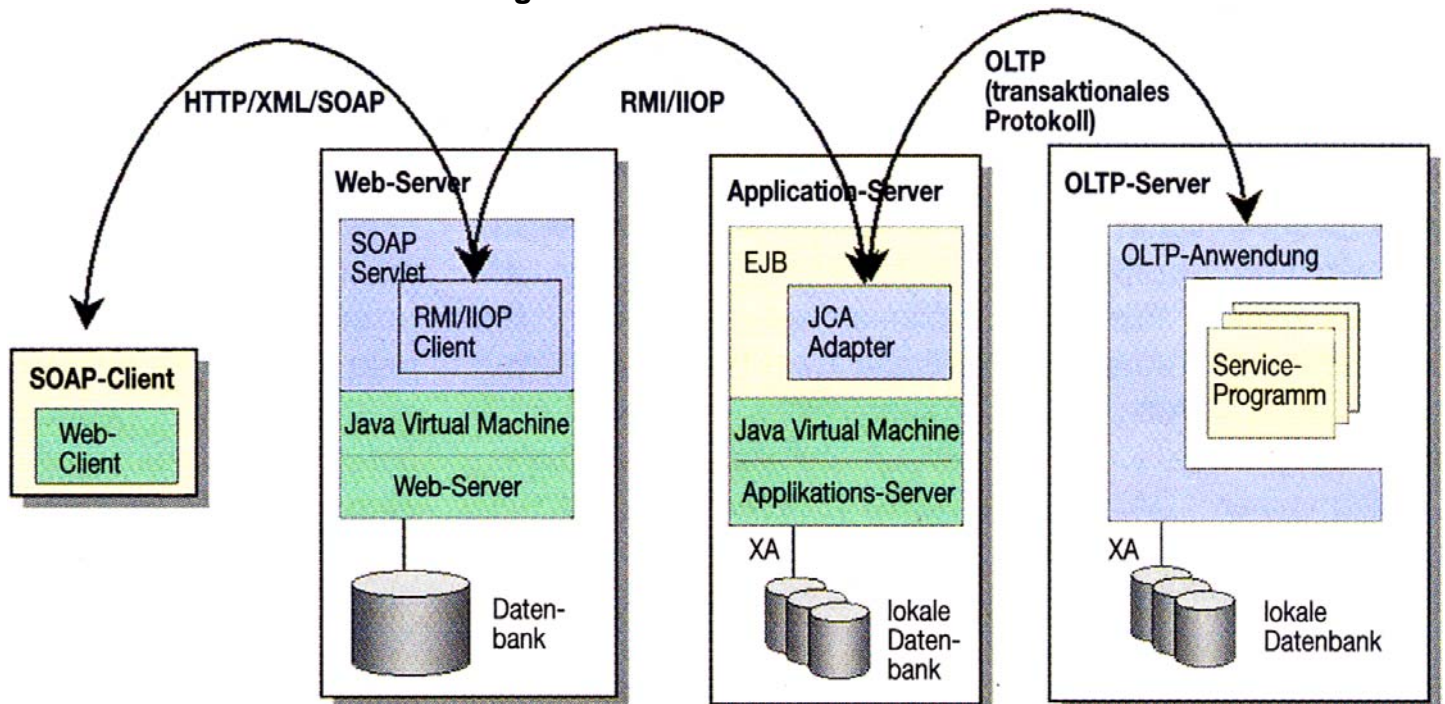 g
HTTP/XML/SOAP
RMI/IIOP
OLTP
(transaktionales
Protokoll)
SOAP-Client
Web-
Client
Web-Server
SOAP
Servlet
RMI/IIOP
Client
Java Virtual Machine
Web-Server
Daten-
bank
Application-Server
EJB
JCA
Adapter
Java Virtual Machine
Applikations-Server
XA
lokale
Daten-
bank
OLTP-Server
OLTP-Anwendung
Service-
Programm
XA
lokale
Datenbank